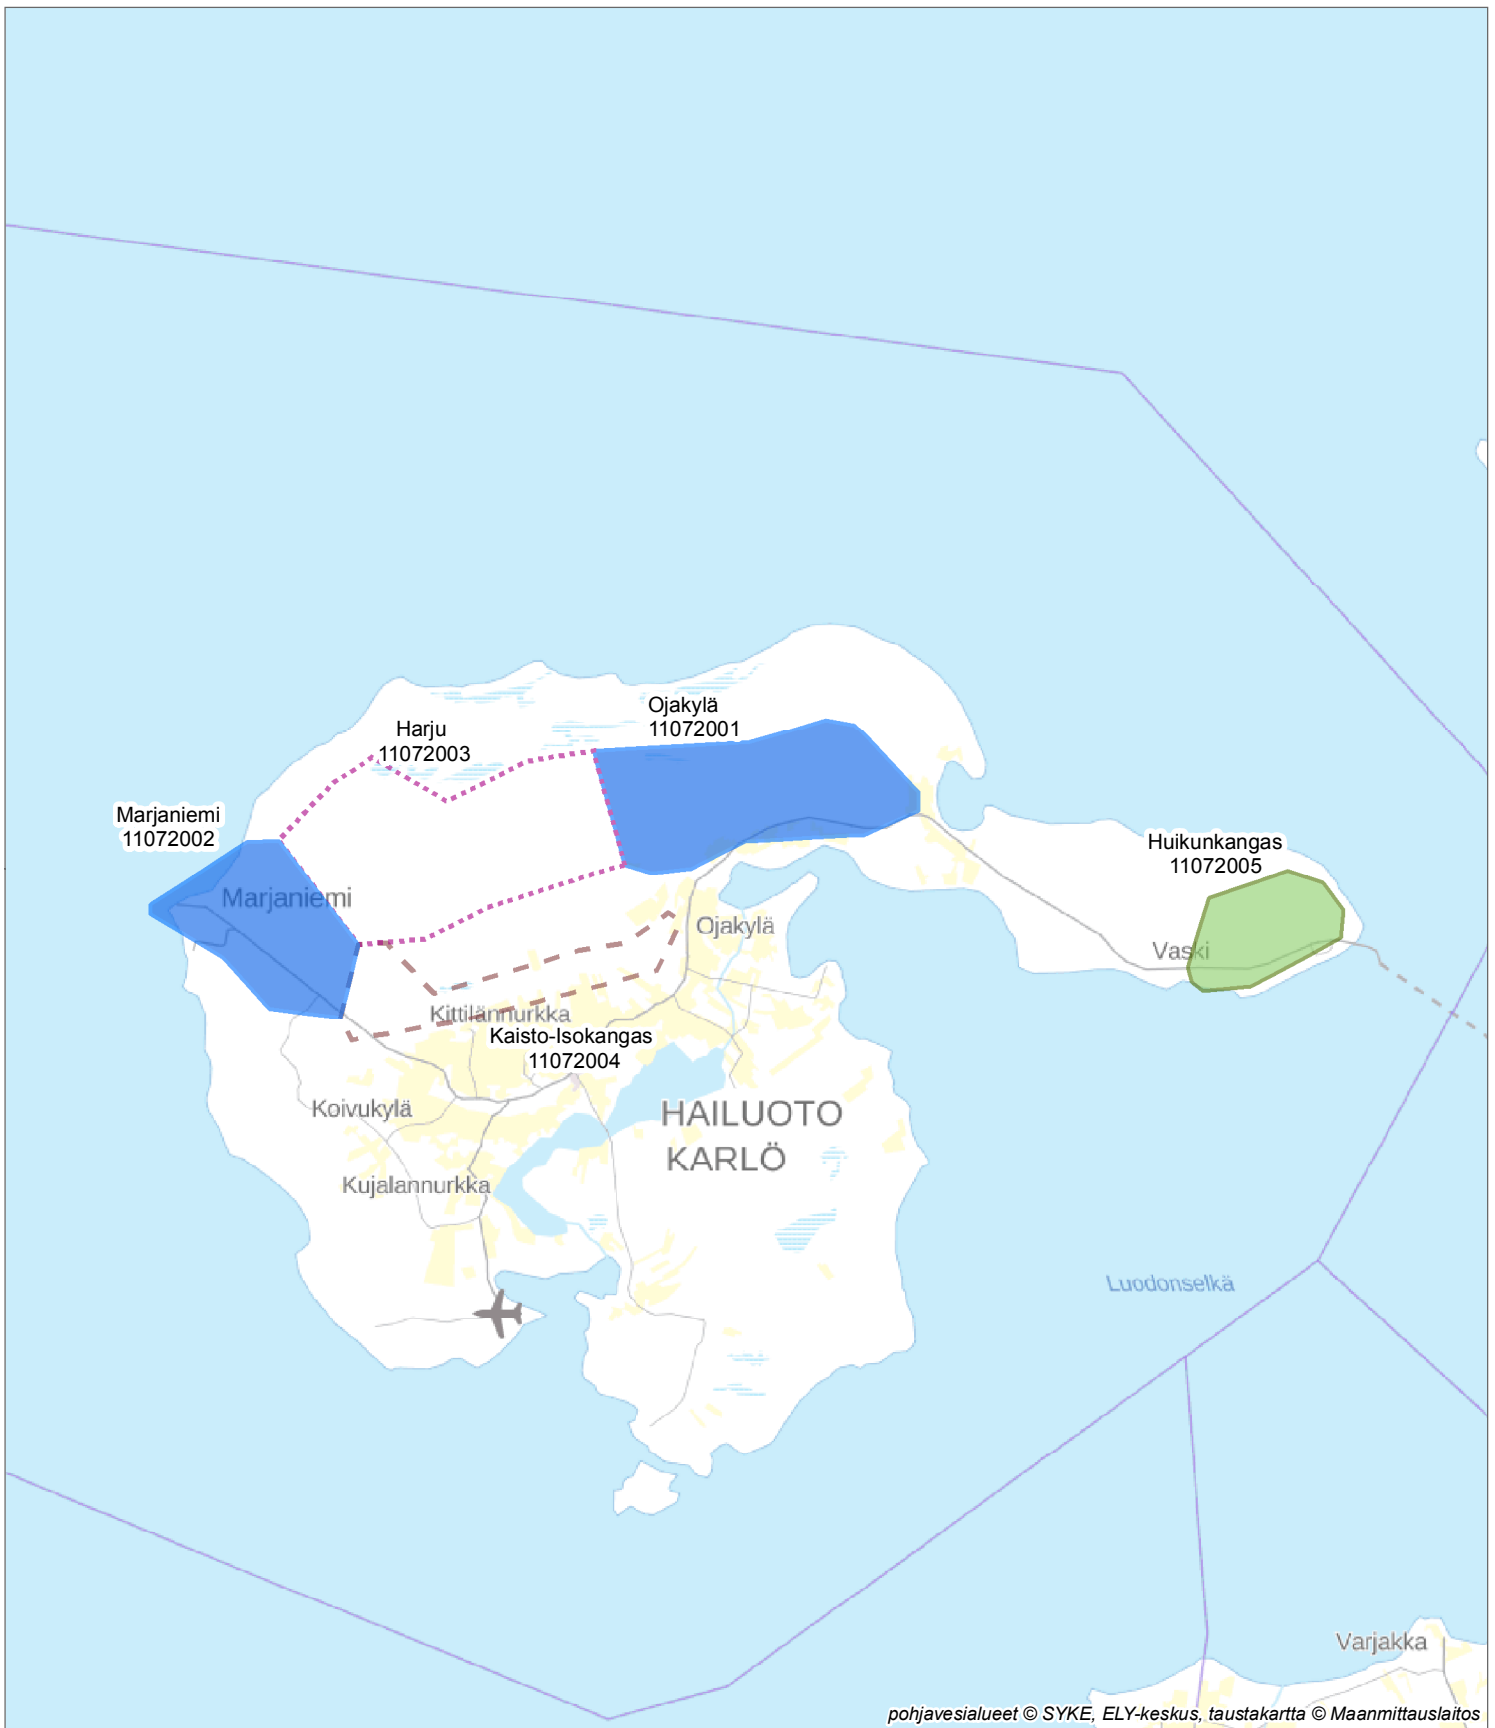 Ojakylä
11072001
Harju
11072003
Marjaniemi
11072002
Huikunkangas
11072005
Marjaniemi
Ojakylä
Vaski
Kittilännurkka
Kaisto-Isokangas
11072004
Koivukylä
HAILUOTO
KARLÖ
Kujalannurkka
Luodonselkä
Varjakka
pohjavesialueet © SYKE, ELY-keskus, taustakartta © Maanmittauslaitos